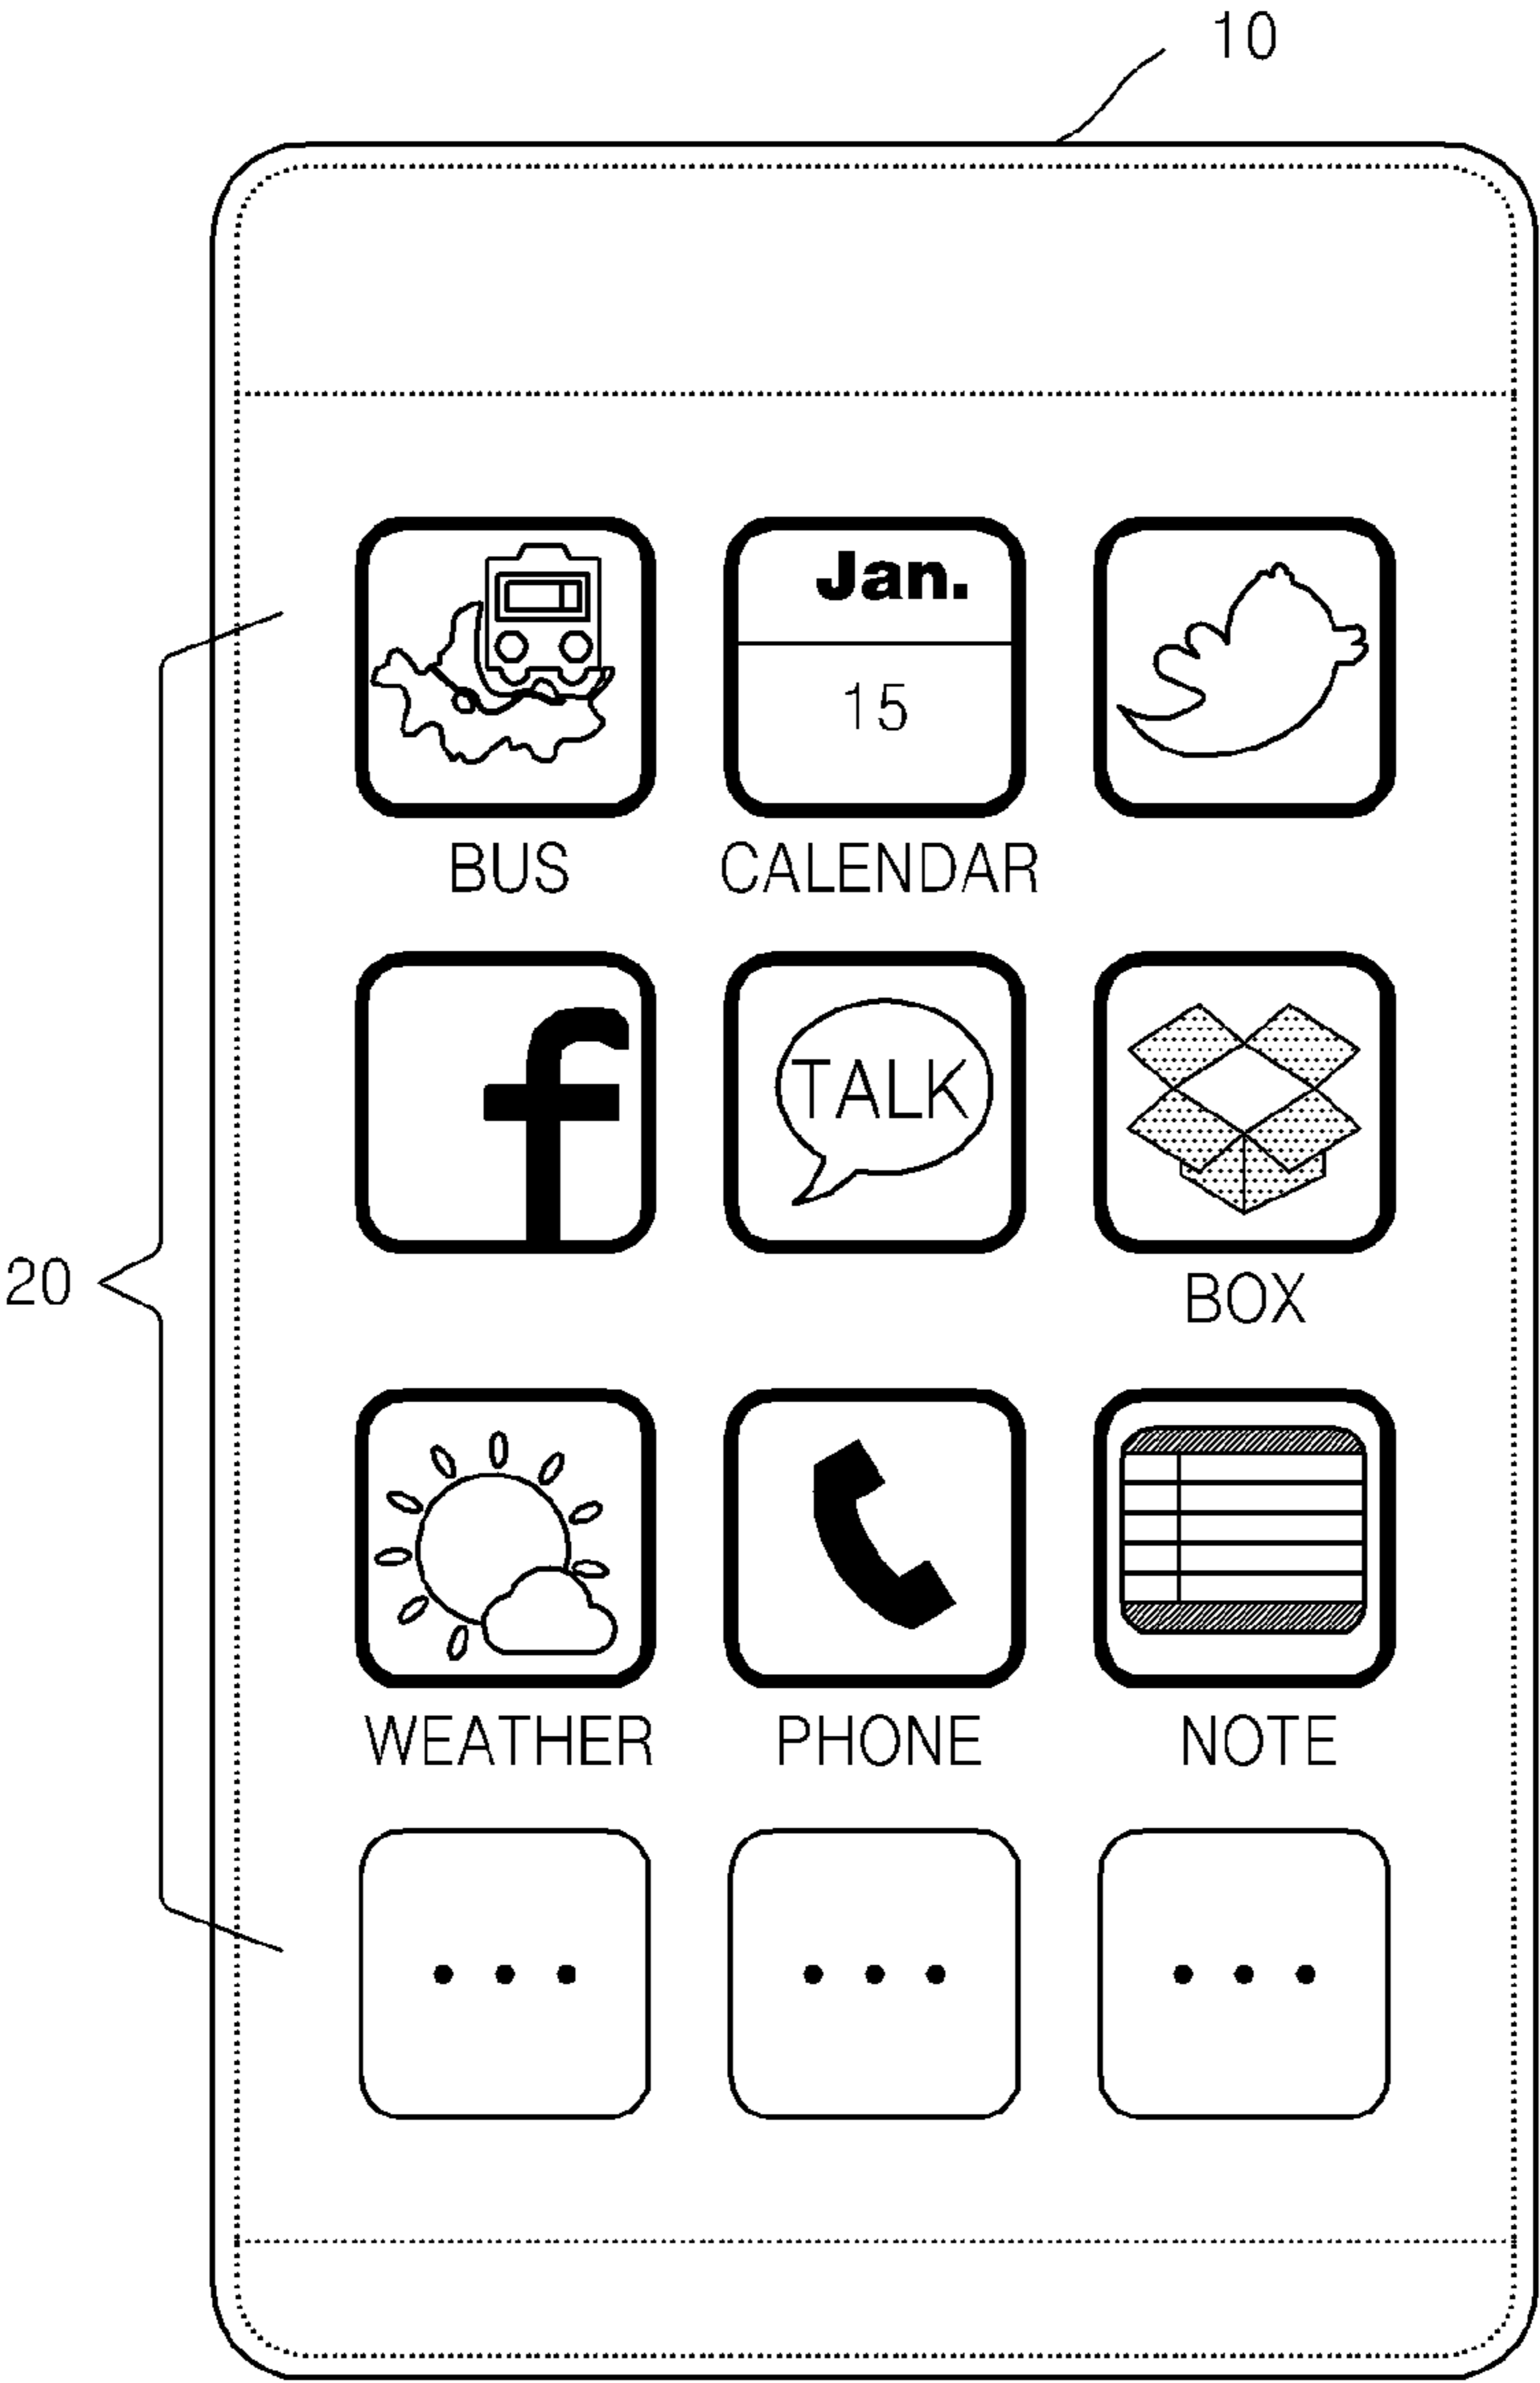 10
Jan.
15
BUS CALENDAR
f TALK
20
BOX
WEATHER PHONE NOTE
... ... ...